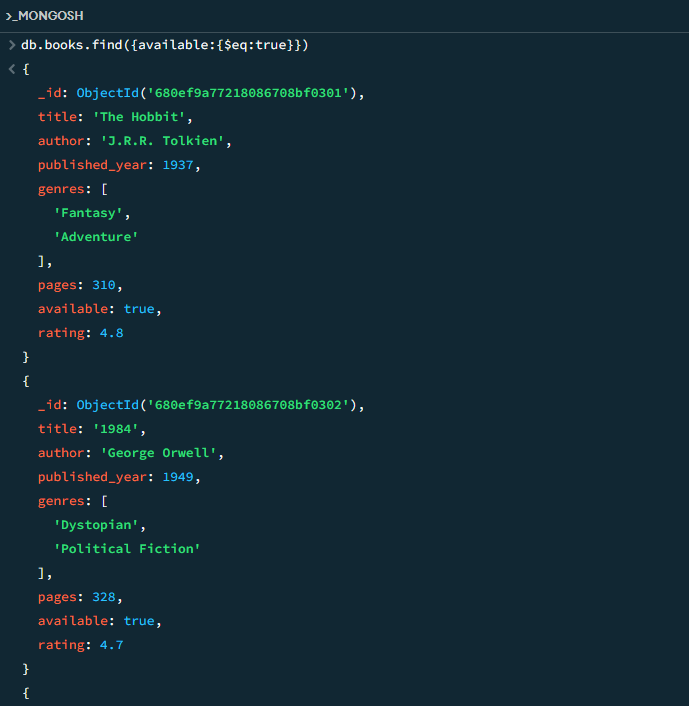 >_MONGOSH
> db.books.find({available:{$eq:true}})
< {
_id: ObjectId('680ef9a77218086708bf0301'),
title: 'The Hobbit',
author: 'J.R.R. Tolkien',
published_year: 1937,
genres: [
'Fantasy',
'Adventure'
],
pages: 310,
available: true,
rating: 4.8
}
{
_id: ObjectId('680ef9a77218086708bf0302'),
title: '1984',
author: 'George Orwell',
published_year: 1949,
genres: [
'Dystopian',
'Political Fiction'
],
pages: 328,
available: true,
rating: 4.7
}
{